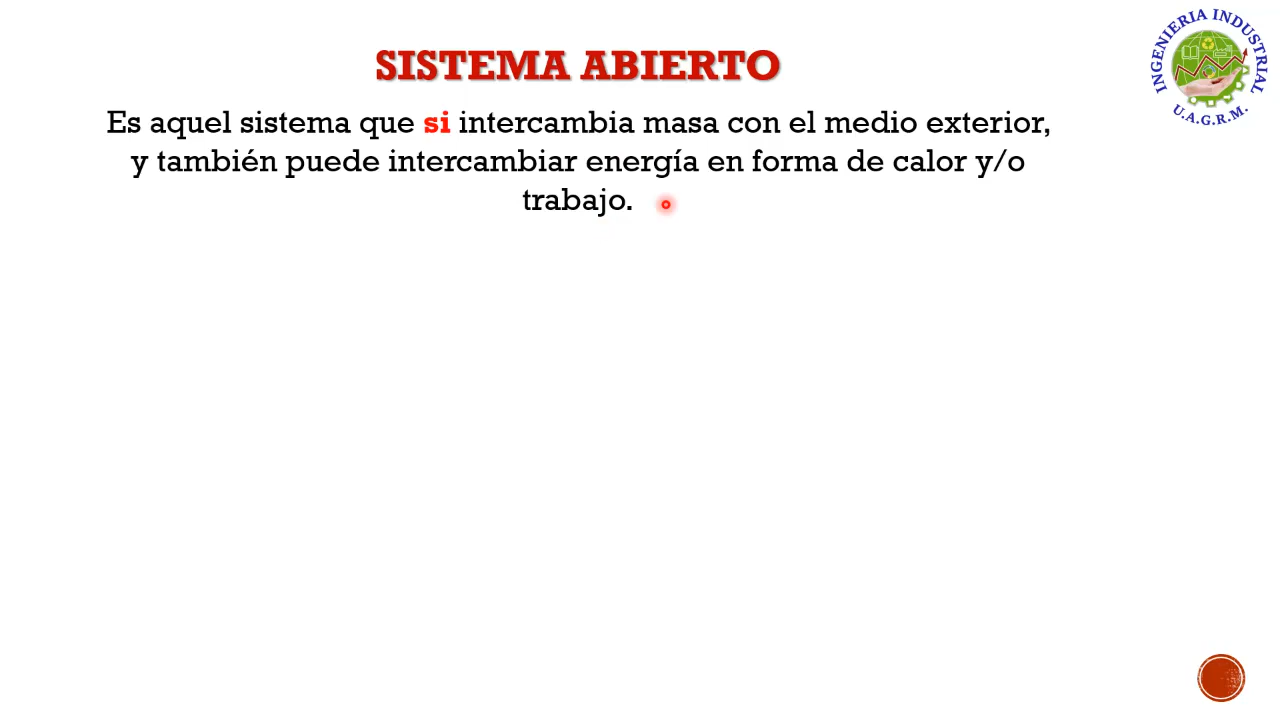 SISTEMA ABIERTO
INGENIERIA INDUSTRIAL
U.A.G.R.M.
Es aquel sistema que si intercambia masa con el medio exterior,
y también puede intercambiar energía en forma de calor y/o
trabajo.